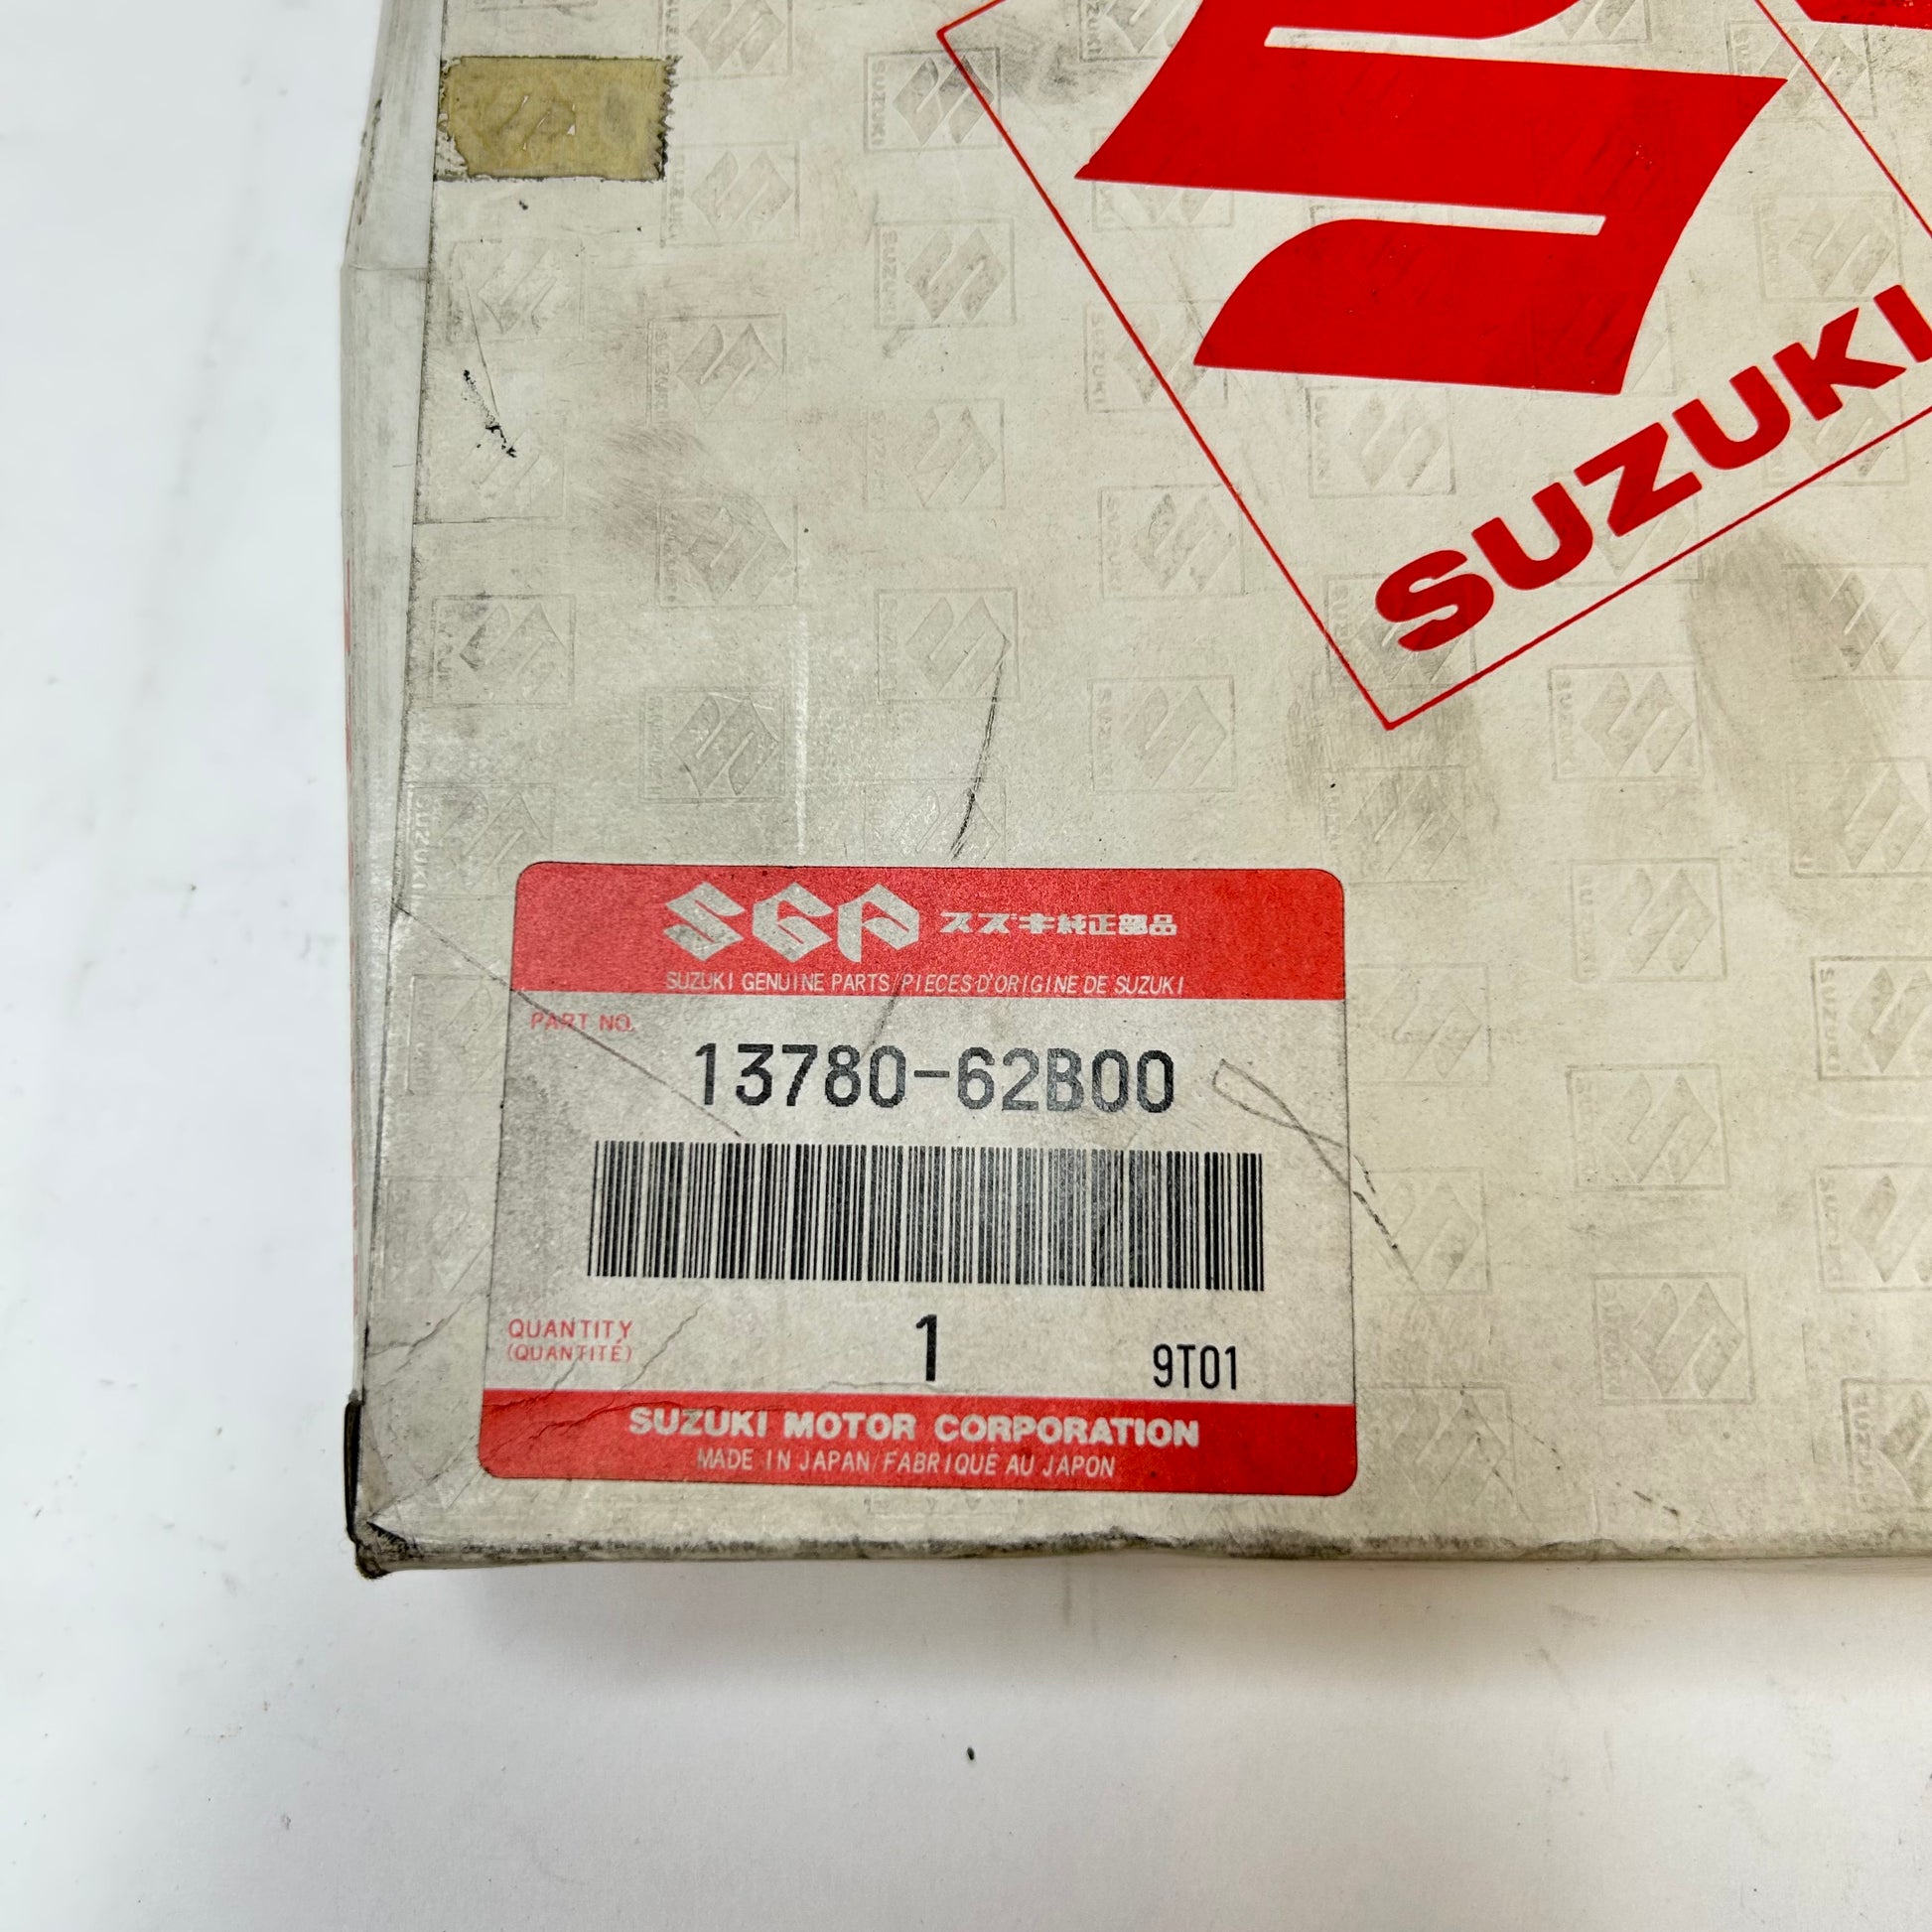 SUZUKI
SGP スズキ純正部品
SUZUKI GENUINE PARTS/PIECES D'ORIGINE DE SUZUKI
PART NO.
13780-62B00
QUANTITY
(QUANTITÉ)
1
9T01
SUZUKI MOTOR CORPORATION
MADE IN JAPAN/FABRIQUÉ AU JAPON